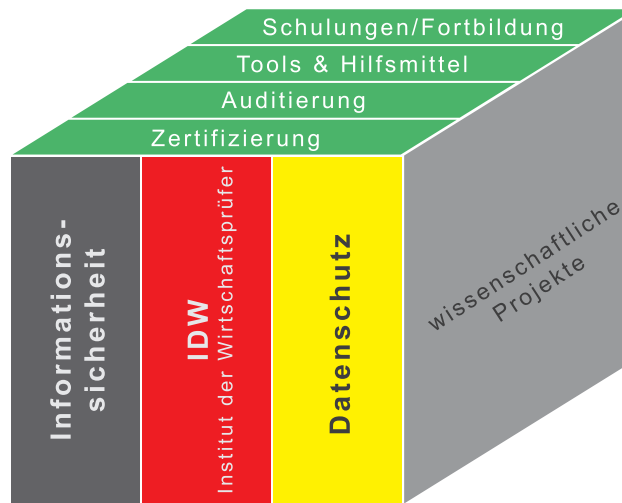 Schulungen/Fortbildung
Tools & Hilfsmittel
Auditierung
Zertifizierung
Informations-
sicherheit
IDW
Institut der Wirtschaftsprüfer
Datenschutz
wissenschaftliche
Projekte